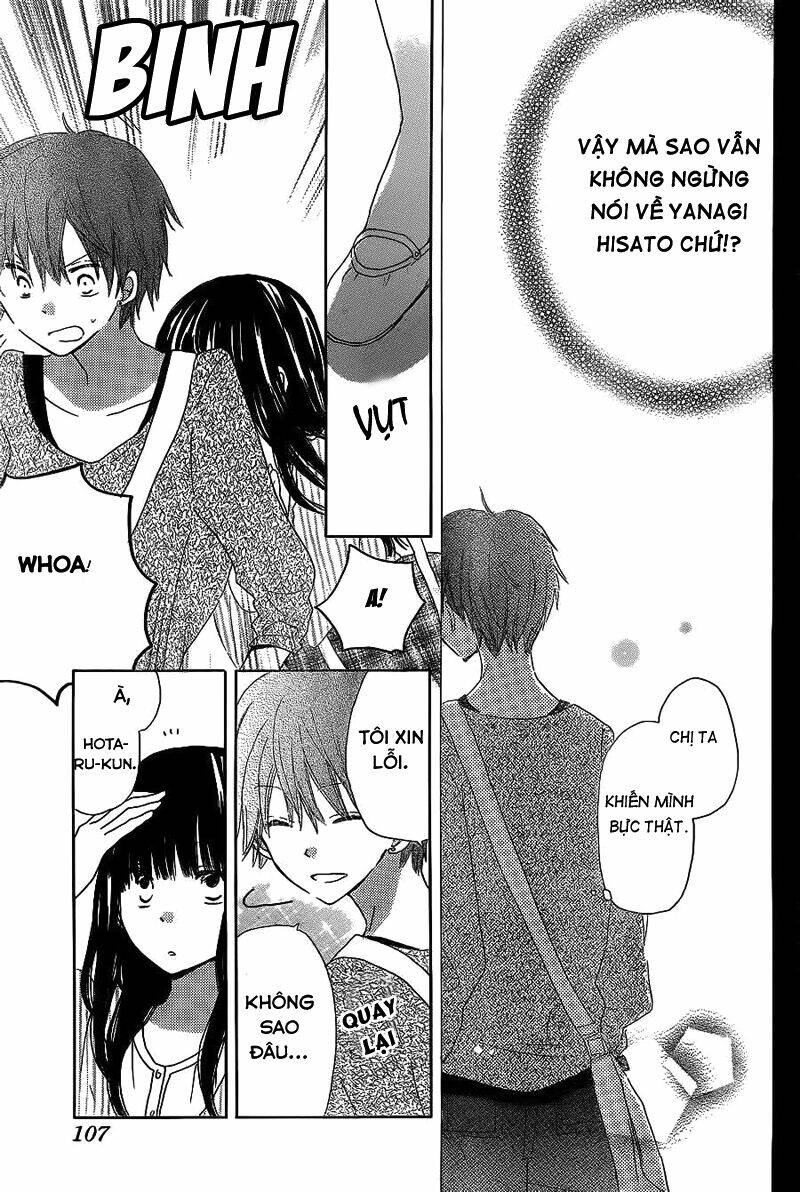 VẬY MÀ SAO VẪN
KHÔNG NGỪNG
NÓI VỀ YANAGI
HISATO CHỨ!?
CHỊ TA
KHIẾN MÌNH
BỰC THẬT.
VỤT
BINH
WHOA!
A!
TÔI XIN
LỖI.
QUAY
LẠI
KHÔNG
SAO
ĐÂU...
À,
HOTA-
RU-KUN.
107